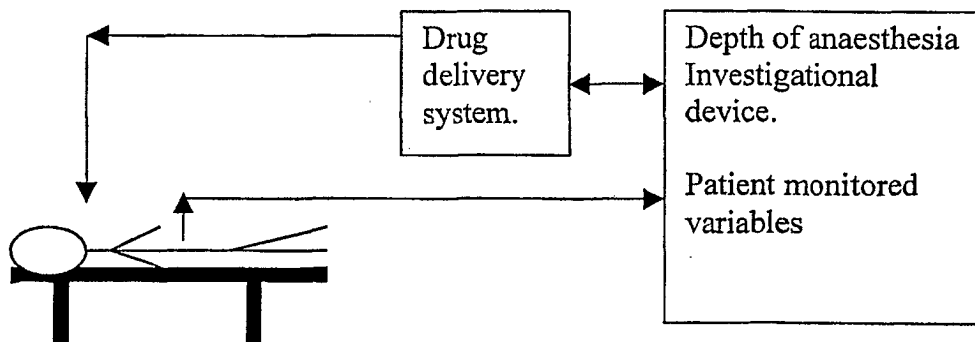 Drug
delivery
system.
Depth of anaesthesia
Investigational
device.
Patient monitored
variables